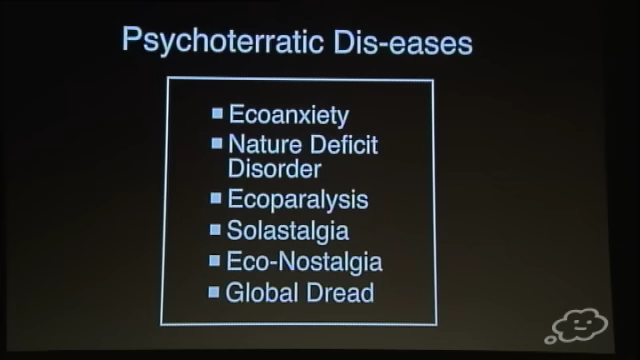 Psychoterratic Dis-eases
Ecoanxiety
Nature Deficit
Disorder
Ecoparalysis
Solastalgia
Eco-Nostalgia
Global Dread